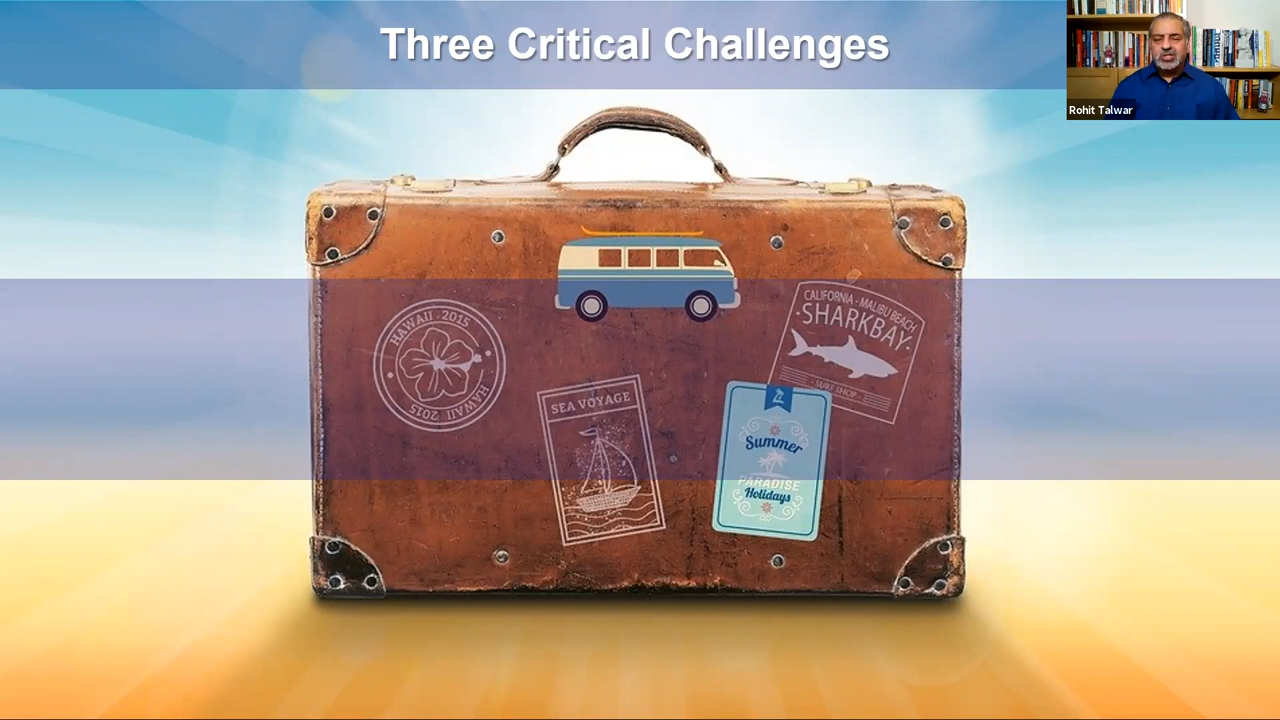 Three Critical Challenges
Rohit Talwar
HAWAII · 2015
HAWAII 2015
CALIFORNIA - MALIBU BEACH
·SHARKBAY·
· SURF SHOP ·
SEA VOYAGE
Summer
PARADISE
Holidays